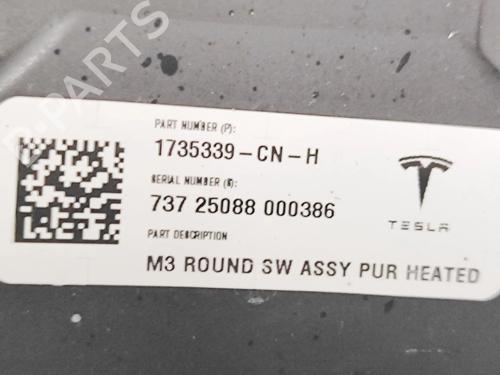 B-PARTS
PART NUMBER (P):
1735339-CN-H
SERIAL NUMBER (S):
737 25088 000386
TESLA
PART DESCRIPTION
M3 ROUND SW ASSY PUR HEATED